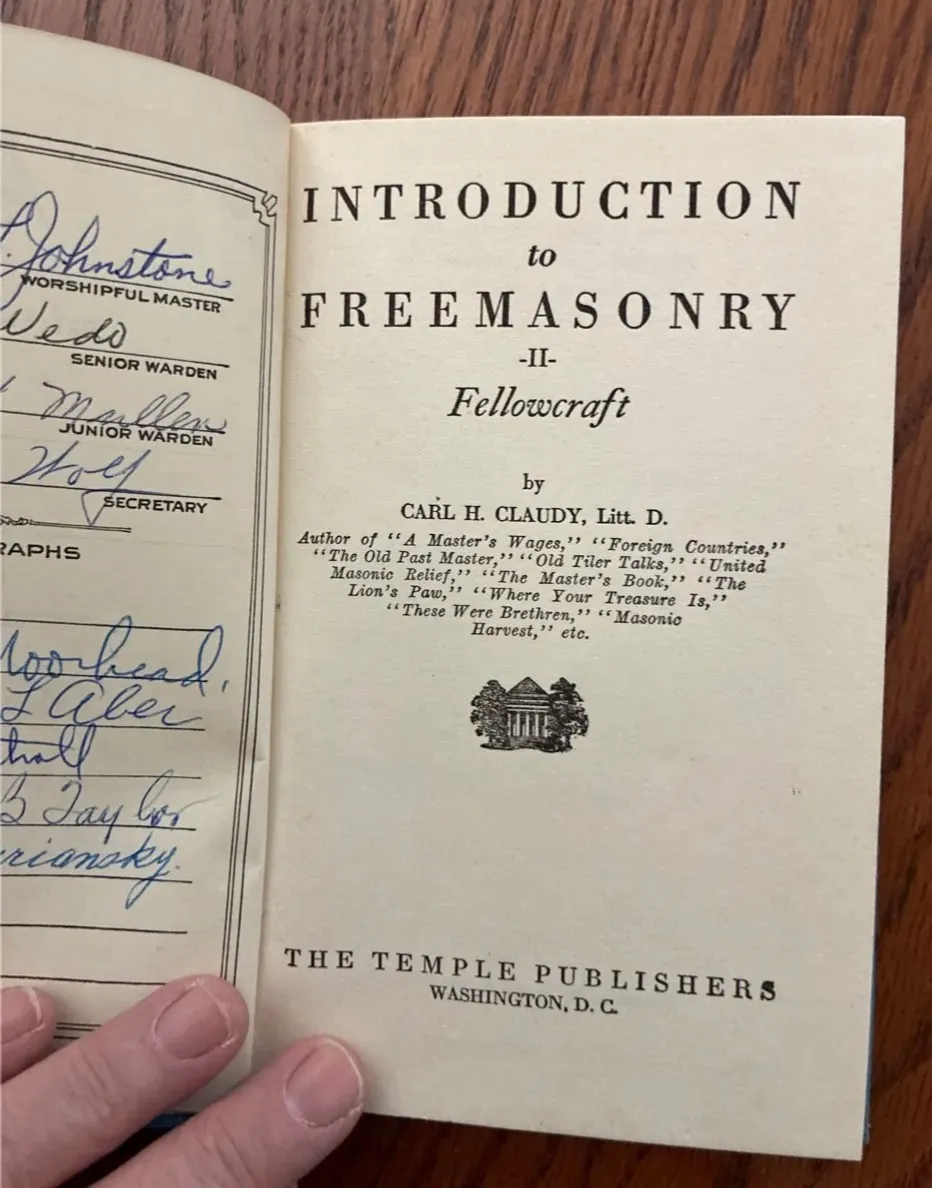 Johnstone
WORSHIPFUL MASTER
Vedo
SENIOR WARDEN
JUNIOR WARDEN
Wolf
SECRETARY
RAPHS
Moorhead.
L Aber
B Taylor
riansky.
INTRODUCTION
to
FREEMASONRY
-II-
Fellowcraft
by
CARL H. CLAUDY, Litt. D.
Author of "A Master's Wages," "Foreign Countries,"
"The Old Past Master," "Old Tiler Talks," "United
Masonic Relief," "The Master's Book," "The
Lion's Paw," "Where Your Treasure Is,"
"These Were Brethren," "Masonic
Harvest," etc.
THE TEMPLE PUBLISHERS
WASHINGTON, D. C.